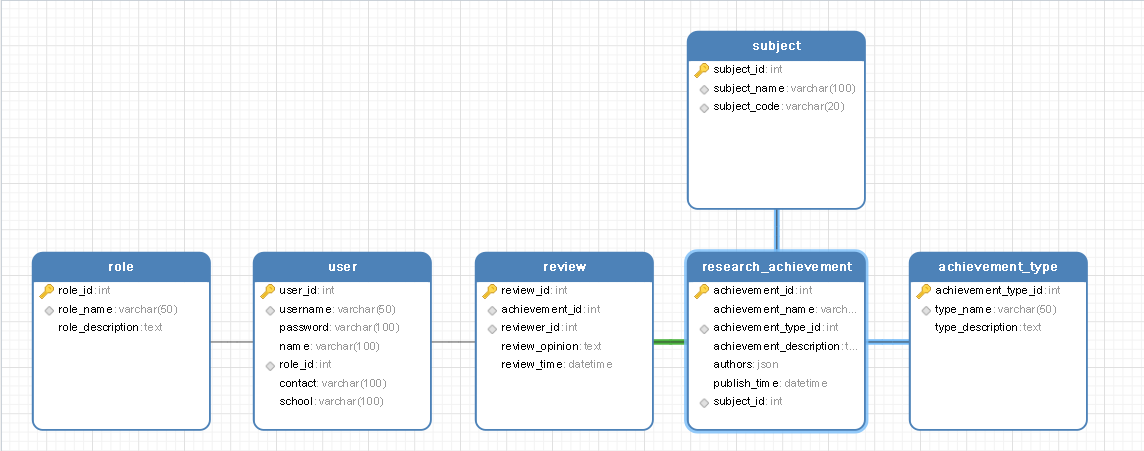 subject
subject_id: int
subject_name: varchar(100)
subject_code: varchar(20)
role
role_id: int
role_name: varchar(50)
role_description: text
user
user_id: int
username: varchar(50)
password: varchar(100)
name: varchar(100)
role_id: int
contact: varchar(100)
school: varchar(100)
review
review_id: int
achievement_id: int
reviewer_id: int
review_opinion: text
review_time: datetime
research_achievement
achievement_id: int
achievement_name: varch...
achievement_type_id: int
achievement_description: t...
authors: json
publish_time: datetime
subject_id: int
achievement_type
achievement_type_id: int
type_name: varchar(50)
type_description: text